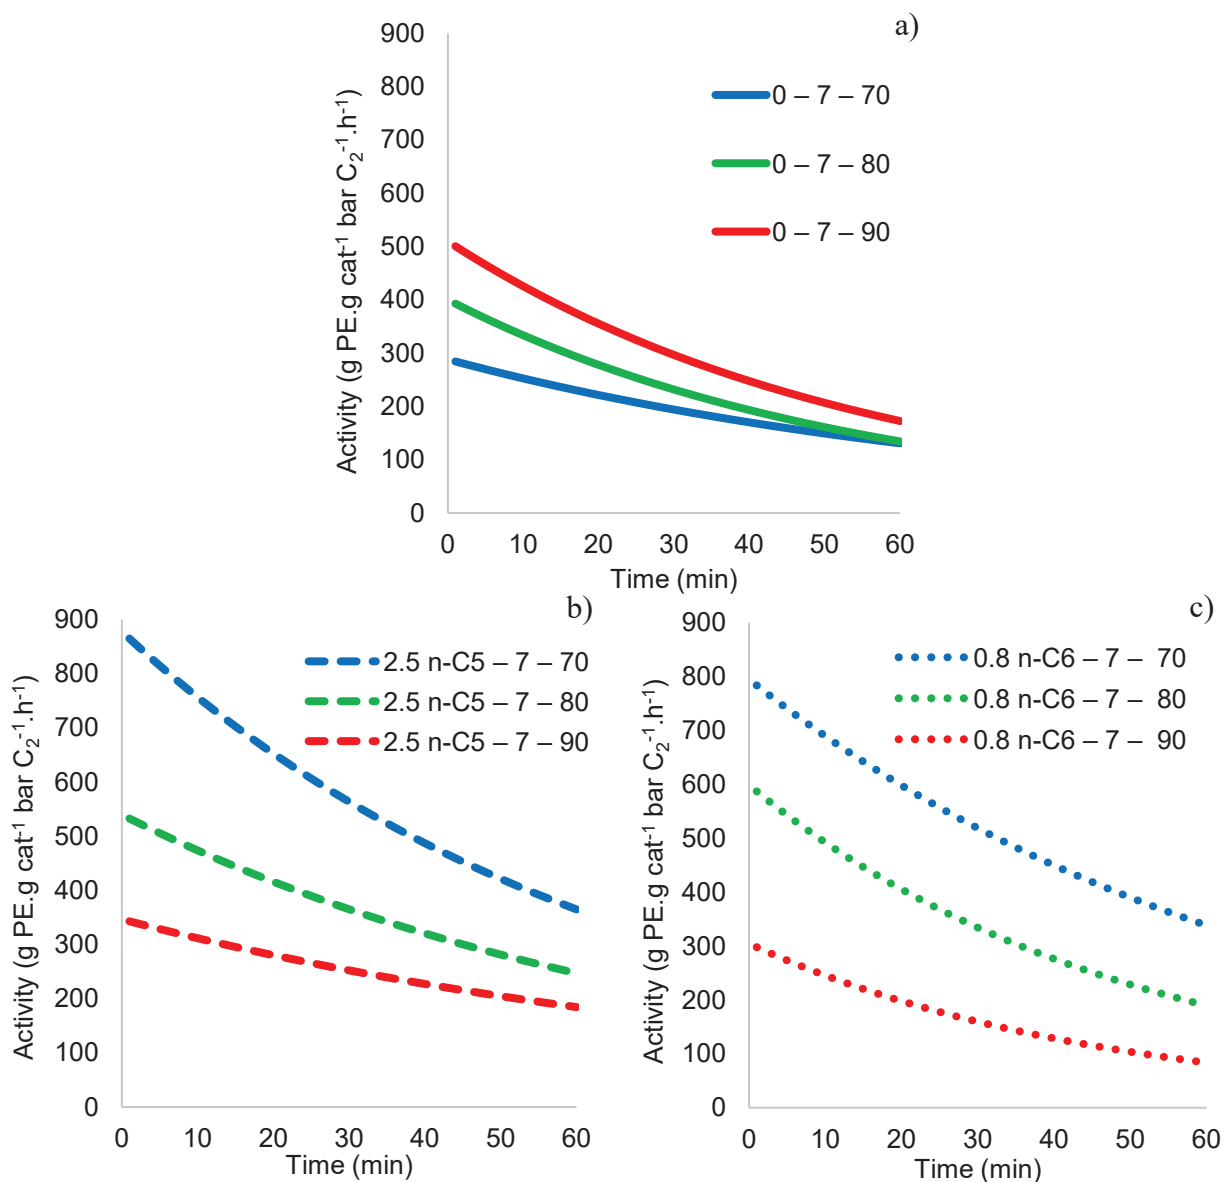 a)
900
800
700
600
500
400
300
200
100
0
Activity (g PE.g cat⁻¹ bar C₂⁻¹.h⁻¹)
0 – 7 – 70
0 – 7 – 80
0 – 7 – 90
0 10 20 30 40 50 60
Time (min)
b)
900
800
700
600
500
400
300
200
100
0
Activity (g PE.g cat⁻¹ bar C₂⁻¹.h⁻¹)
2.5 n-C5 – 7 – 70
2.5 n-C5 – 7 – 80
2.5 n-C5 – 7 – 90
0 10 20 30 40 50 60
Time (min)
c)
900
800
700
600
500
400
300
200
100
0
Activity (g PE.g cat⁻¹ bar C₂⁻¹.h⁻¹)
0.8 n-C6 – 7 – 70
0.8 n-C6 – 7 – 80
0.8 n-C6 – 7 – 90
0 10 20 30 40 50 60
Time (min)